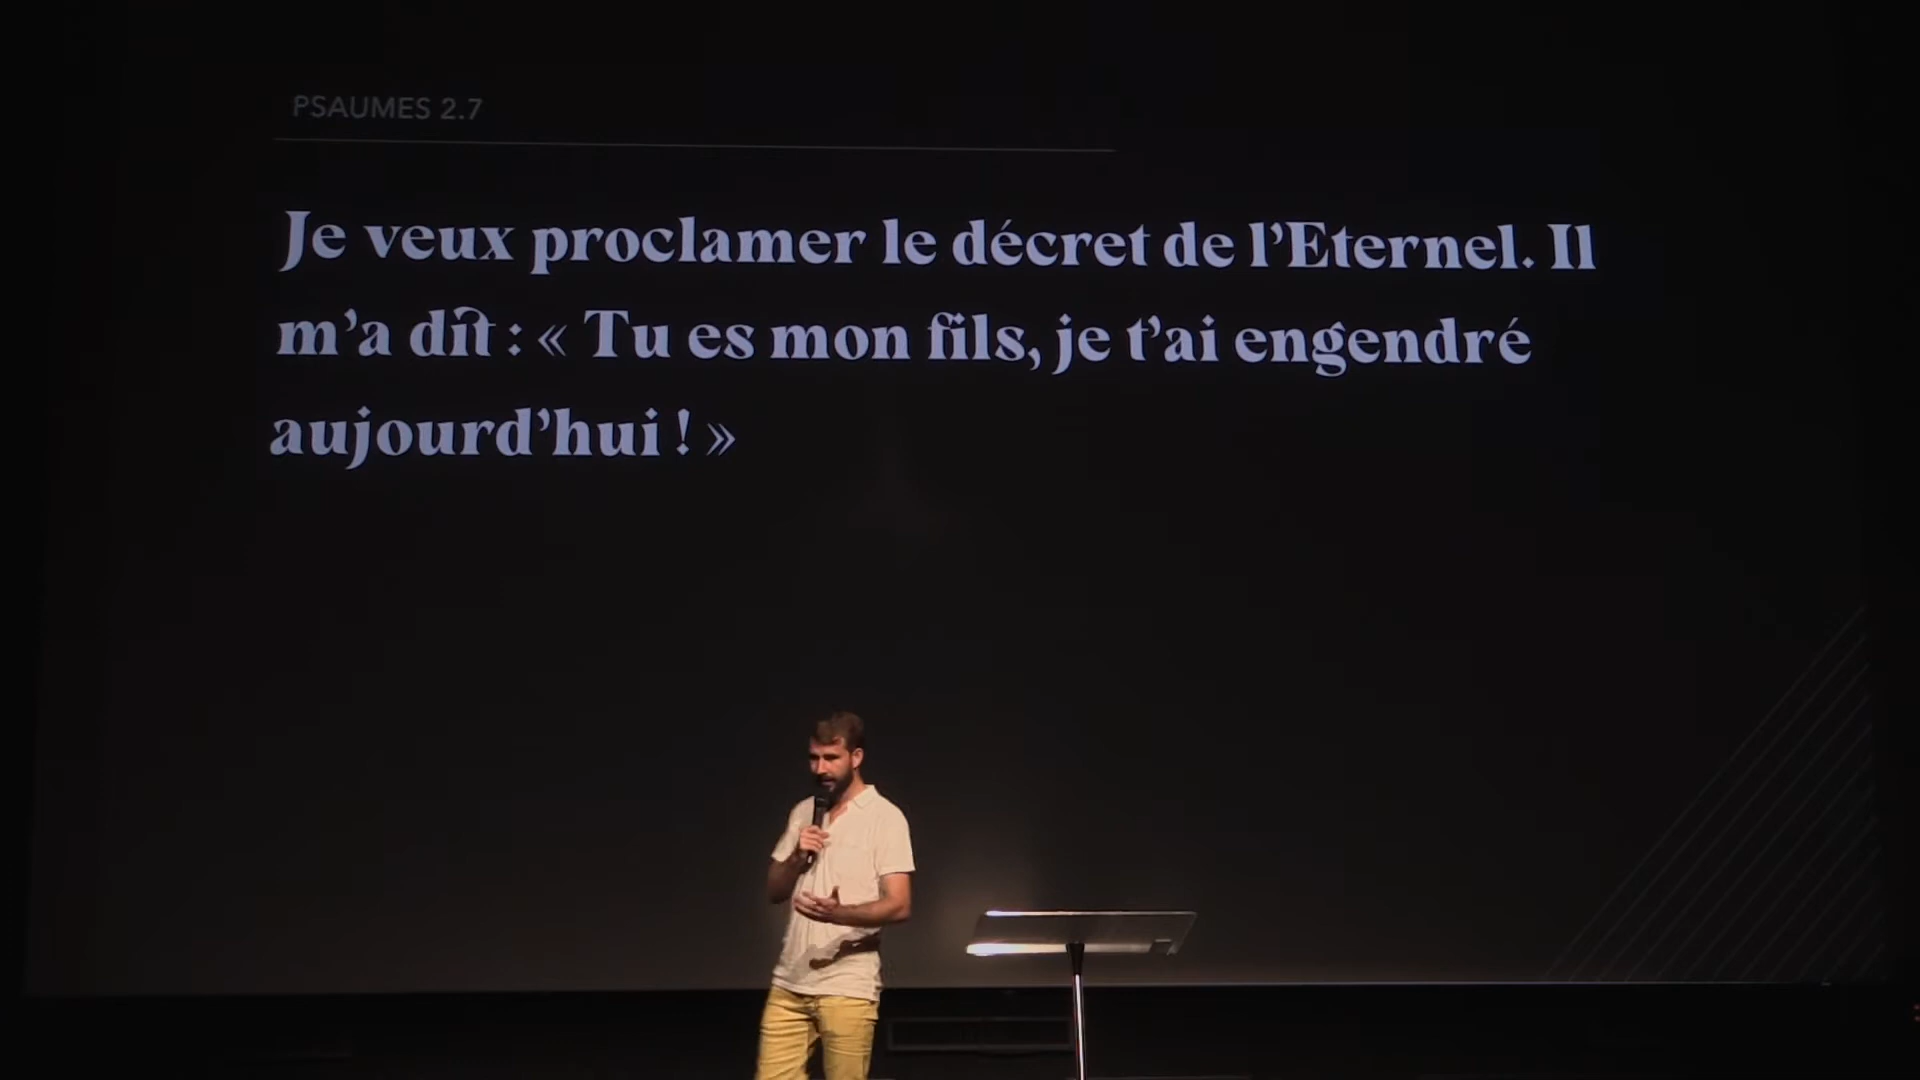 PSAUMES 2.7
Je veux proclamer le décret de l’Eternel. Il
m’a dit : « Tu es mon fils, je t’ai engendré
aujourd’hui ! »